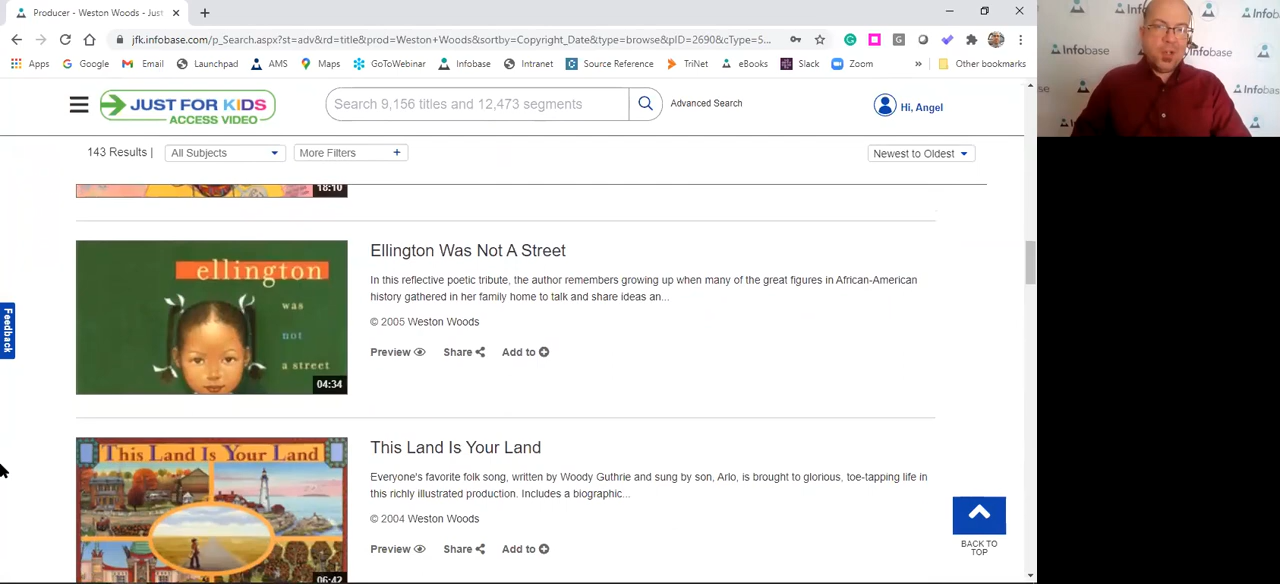 Producer - Weston Woods - Just
jfk.infobase.com/p_Search.aspx?st=adv&rd=title&prod=Weston+Woods&by=Copyright_Date&type=browse&pID=2690&cType=5...
Apps Google Email Launchpad AMS Maps GoToWebinar Intranet Source Reference TriNet eBooks Slack Zoom » Other bookmarks
JUST FOR KIDS
ACCESS VIDEO
Search 9,156 titles and 12,473 segments
Advanced Search
Hi, Angel
143 Results |
All Subjects
More Filters +
Newest to Oldest
18:10
Feedback
ellington
was
not
a street
04:34
Ellington Was Not A Street
In this reflective poetic tribute, the author remembers growing up when many of the great figures in African-American
history gathered in her family home to talk and share ideas an...
© 2005 Weston Woods
Preview Share Add to
This Land Is Your Land
06:42
This Land Is Your Land
Everyone's favorite folk song, written by Woody Guthrie and sung by son, Arlo, is brought to glorious, toe-tapping life in
this richly illustrated production. Includes a biographic...
© 2004 Weston Woods
Preview Share Add to
BACK TO
TOP
Infobase
Infobase